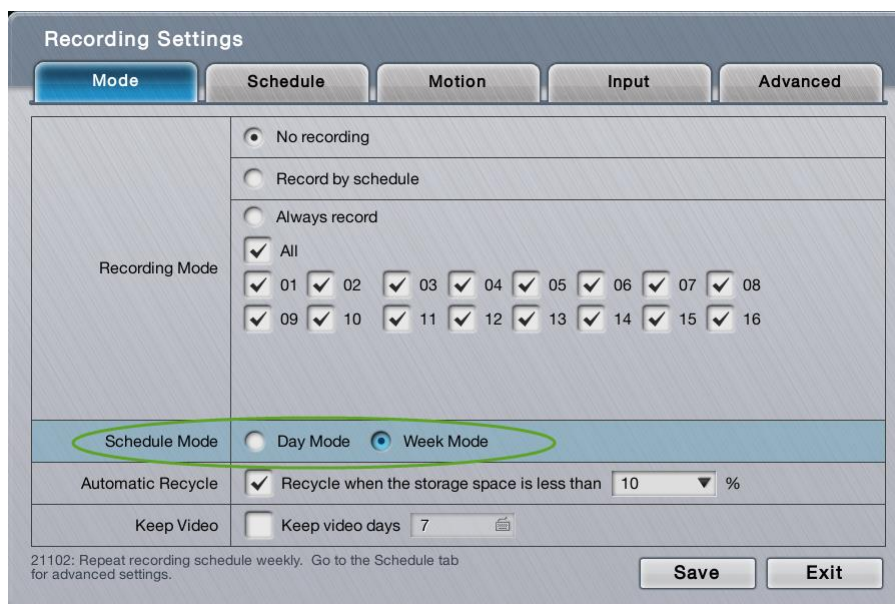 Recording Settings
Mode Schedule Motion Input Advanced
No recording
Record by schedule
Always record
All
Recording Mode
01 02 03 04 05 06 07 08
09 10 11 12 13 14 15 16
Schedule Mode Day Mode Week Mode
Automatic Recycle Recycle when the storage space is less than 10 %
Keep Video Keep video days 7
21102: Repeat recording schedule weekly. Go to the Schedule tab
for advanced settings.
Save Exit